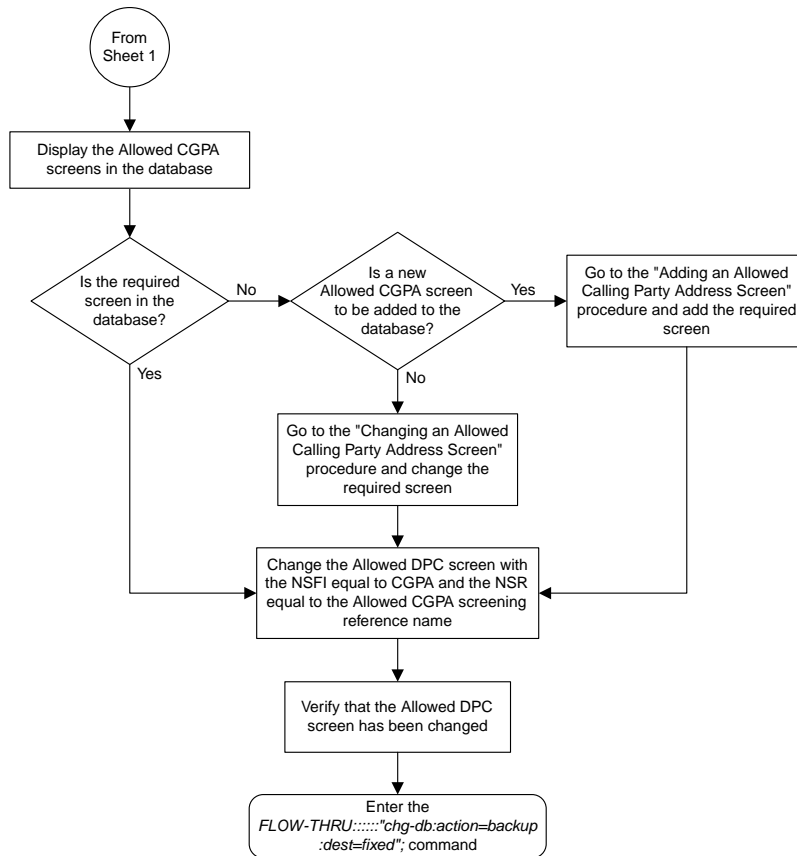 From
Sheet 1
Display the Allowed CGPA
screens in the database
Is the required
screen in the
database?
No
Is a new
Allowed CGPA screen
to be added to the
database?
Yes
Go to the "Adding an Allowed
Calling Party Address Screen"
procedure and add the required
screen
Yes
No
Go to the "Changing an Allowed
Calling Party Address Screen"
procedure and change the
required screen
Change the Allowed DPC screen with
the NSFI equal to CGPA and the NSR
equal to the Allowed CGPA screening
reference name
Verify that the Allowed DPC
screen has been changed
Enter the
FLOW-THRU::::::"chg-db:action=backup
:dest=fixed"; command